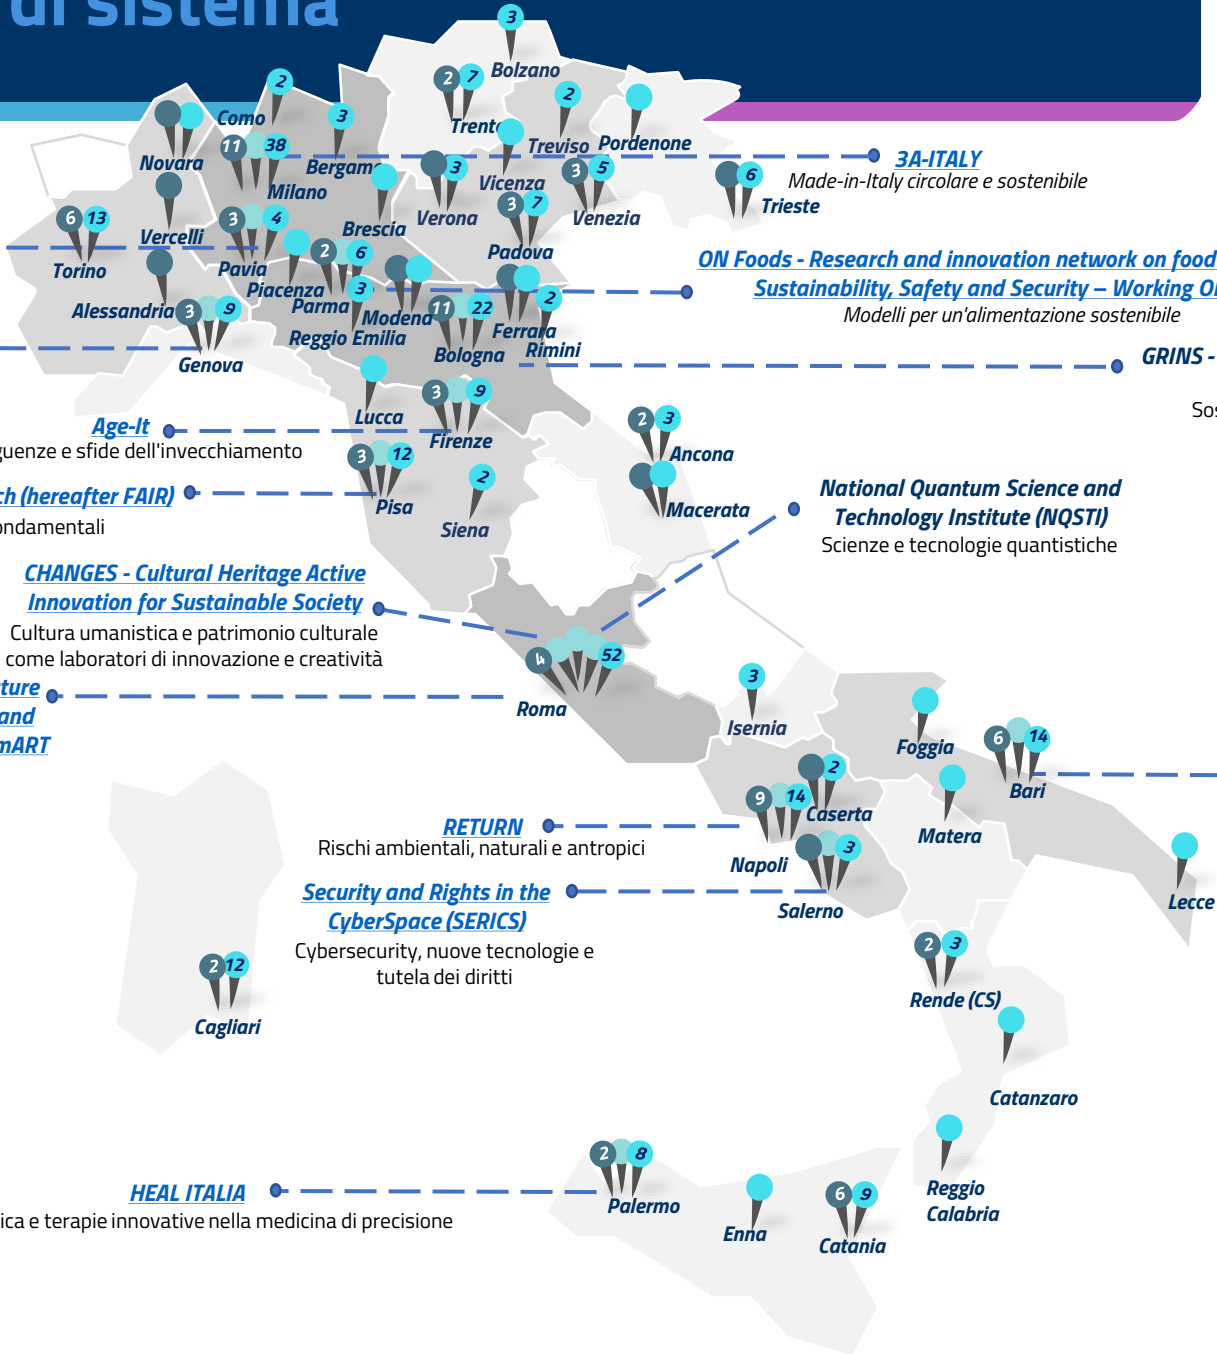 di sistema
3
Bolzano
2
7
Trento
2
Como
3
Bergamo
2
Treviso
Pordenone
Novara
11
38
Milano
Vicenza
3A-ITALY
Made-in-Italy circolare e sostenibile
3
Verona
3
5
Venezia
6
Trieste
Brescia
Vercelli
6
13
Torino
3
4
Pavia
3
7
Padova
Piacenza
2
6
Parma
ON Foods - Research and innovation network on food
Sustainability, Safety and Security – Working
Modelli per un'alimentazione sostenibile
Alessandria
3
Reggio Emilia
Modena
Ferrara
2
Rimini
3
9
Genova
11
22
Bologna
GRINS -
Lucca
3
9
Firenze
Age-It
guenze e sfide dell'invecchiamento
2
3
Ancona
Macerata
3
12
Pisa
2
Siena
ch (hereafter FAIR)
ondamentali
National Quantum Science and
Technology Institute (NQSTI)
Scienze e tecnologie quantistiche
CHANGES - Cultural Heritage Active
Innovation for Sustainable Society
Cultura umanistica e patrimonio culturale
come laboratori di innovazione e creatività
ture
and
mART
4
52
Roma
3
Isernia
Foggia
6
14
Bari
2
Caserta
9
14
Napoli
Matera
RETURN
Rischi ambientali, naturali e antropici
3
Salerno
Lecce
Security and Rights in the
CyberSpace (SERICS)
Cybersecurity, nuove tecnologie e
tutela dei diritti
2
12
Cagliari
2
3
Rende (CS)
Catanzaro
Reggio
Calabria
HEAL ITALIA
ica e terapie innovative nella medicina di precisione
2
8
Palermo
Enna
6
9
Catania